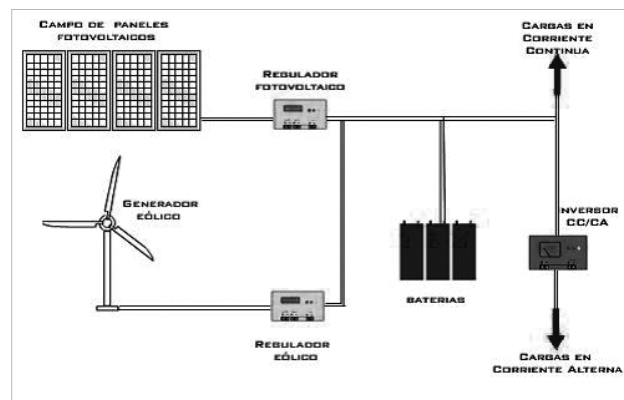 CAMPO DE PANELES
FOTOVOLTAICOS
REGULADOR
FOTOVOLTAICO
CARGAS EN
CORRIENTE
CONTINUA
GENERADOR
EÓLICO
INVERSOR
CC/CA
BATERIAS
REGULADOR
EÓLICO
CARGAS EN
CORRIENTE ALTERNA